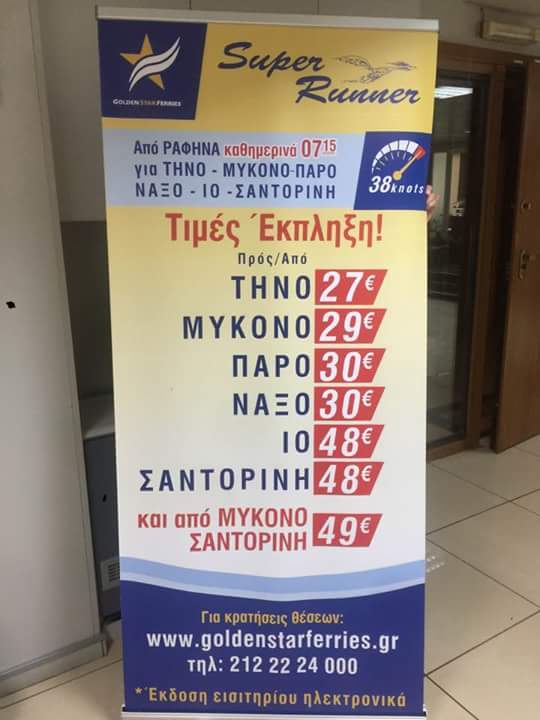 GOLDEN STAR FERRIES
Super
Runner
Από ΡΑΦΗΝΑ καθημερινά 07 15
για ΤΗΝΟ - ΜΥΚΟΝΟ-ΠΑΡΟ
ΝΑΞΟ - ΙΟ -ΣΑΝΤΟΡΙΝΗ
38knots
Τιμές Έκπληξη!
Πρός/Από
ΤΗΝΟ 27€
ΜΥΚΟΝΟ 29€
ΠΑΡΟ 30€
ΝΑΞΟ 30€
ΙΟ 48€
ΣΑΝΤΟΡΙΝΗ 48€
και από ΜΥΚΟΝΟ
ΣΑΝΤΟΡΙΝΗ 49€
Για κρατήσεις θέσεων:
www.goldenstarferries.gr
τηλ: 212 22 24 000
*Έκδοση εισιτηρίου ηλεκτρονικά